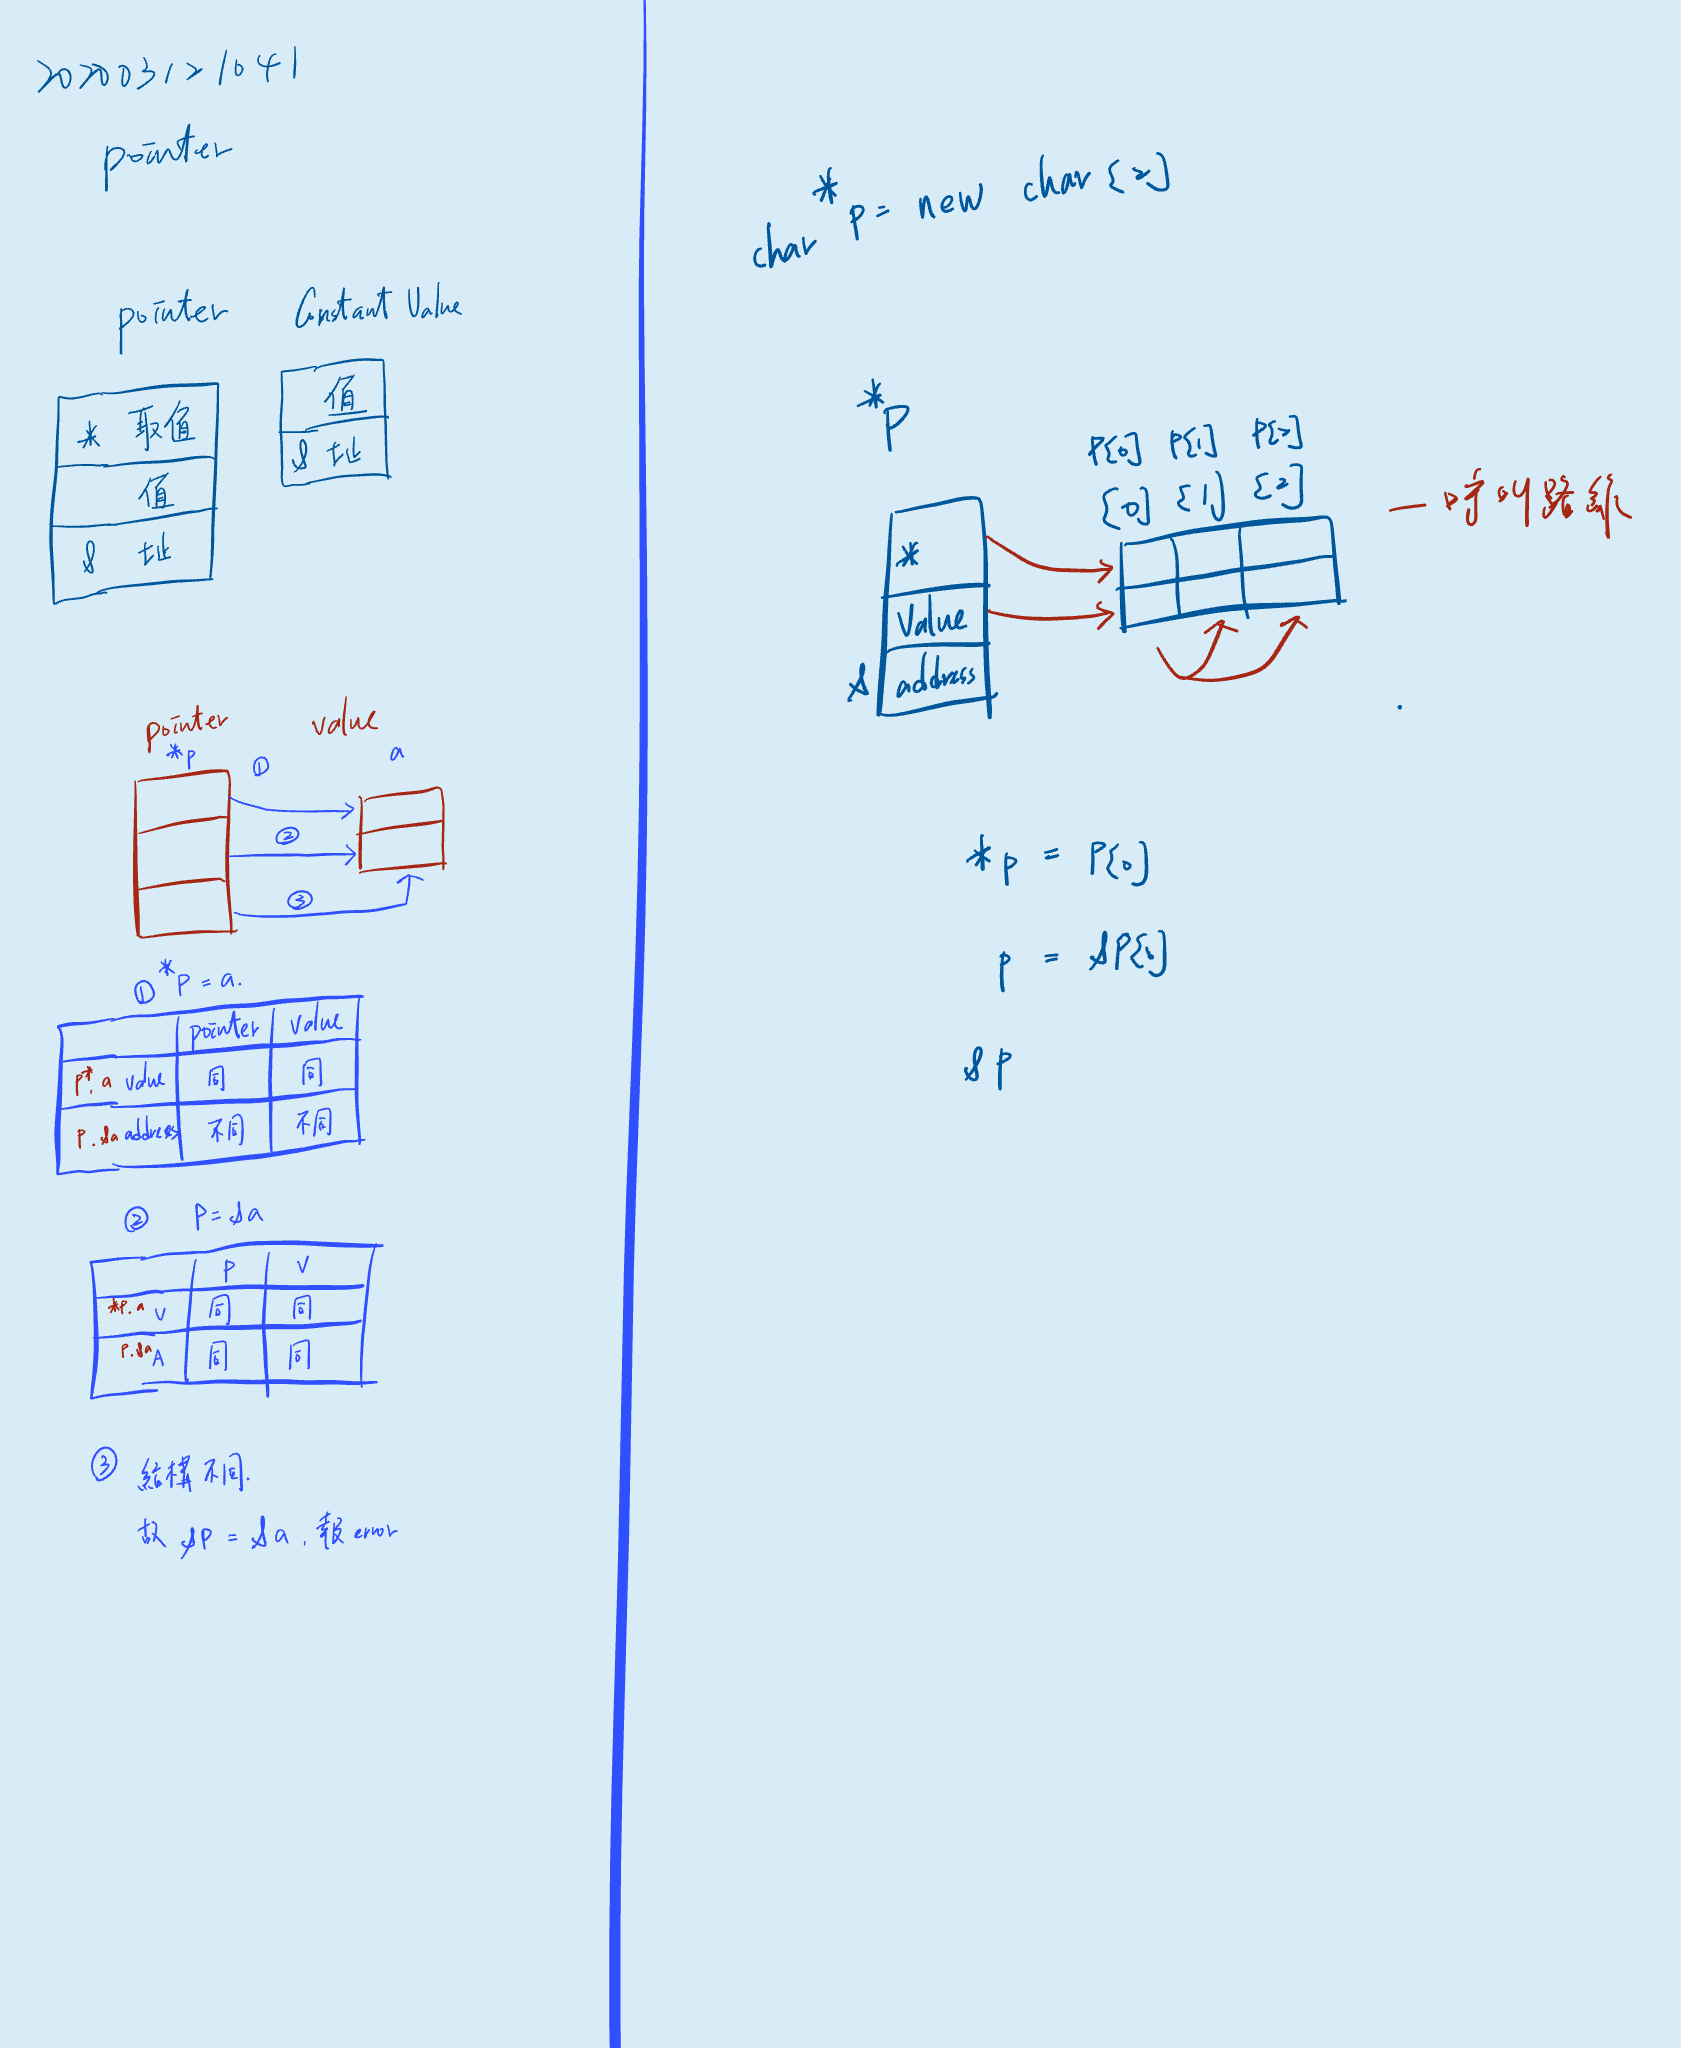 202003121041
pointer
pointer Constant Value
* 取值
值
& 址
值
& 址
pointer value
*p ① a
②
③
① *p = a.
pointer value
p*. a value 同 同
p. &a address 不同 不同
② p = &a
P V
*p. a V 同 同
p. &a A 同 同
③ 結構不同.
故 &p = &a, 報 error
char *p = new char [2]
*p
P[0] P[1] P[2]
[0] [1] [2]
— 呼叫路線
*
Value
& address
*p = P[0]
p = &P[0]
&p